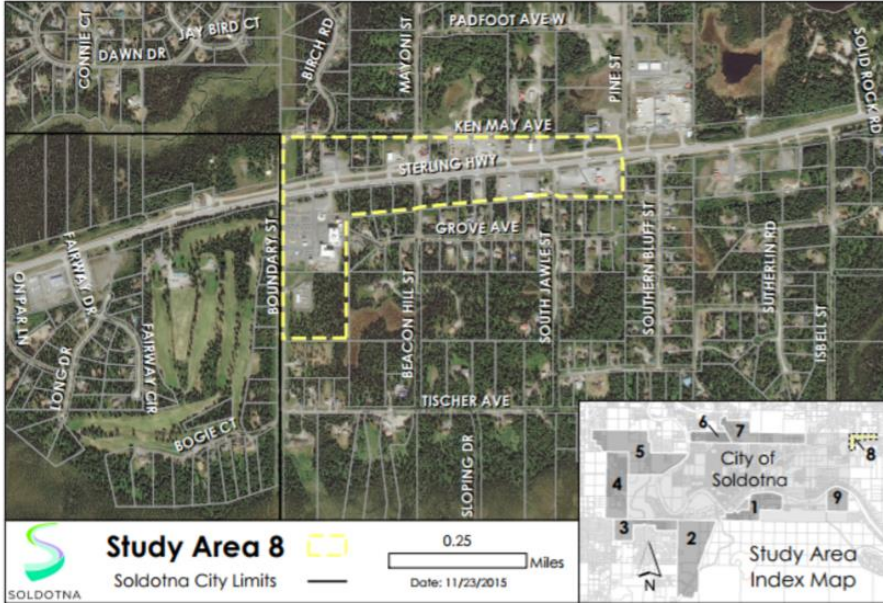 CONNIE CT
DAWN DR
JAY BIRD CT
BIRCH RD
MAYONI ST
PADFOOT AVE W
PINE ST
SOLID ROCK RD
KEN MAY AVE
STERLING HWY
BOUNDARY ST
GROVE AVE
ONPAR LN
FAIRWAY DR
LONG DR
FAIRWAY CIR
BOGIE CT
BEACON HILL ST
SOUTH JAWLE ST
SOUTHERN BLUFF ST
SUTHERLIN RD
ISBELL ST
TISCHER AVE
SLOPING DR
6
7
8
5
City of
Soldotna
4
9
1
3
2
N
Study Area
Index Map
SOLDOTNA
Study Area 8
Soldotna City Limits
0.25
Miles
Date: 11/23/2015